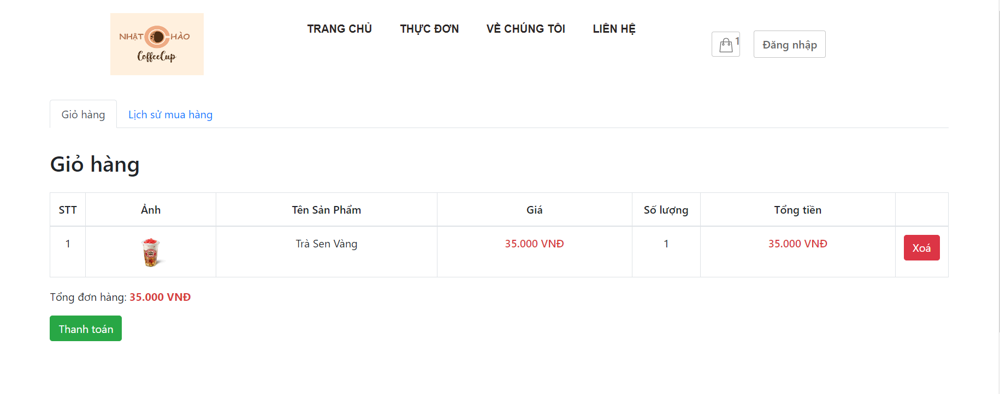 NHẬT CHÀO
CoffeeCup
TRANG CHỦ THỰC ĐƠN VỀ CHÚNG TÔI LIÊN HỆ
1
Đăng nhập
Giỏ hàng Lịch sử mua hàng
Giỏ hàng
STT Ảnh Tên Sản Phẩm Giá Số lượng Tổng tiền
1 Trà Sen Vàng 35.000 VNĐ 1 35.000 VNĐ Xoá
Tổng đơn hàng: 35.000 VNĐ
Thanh toán